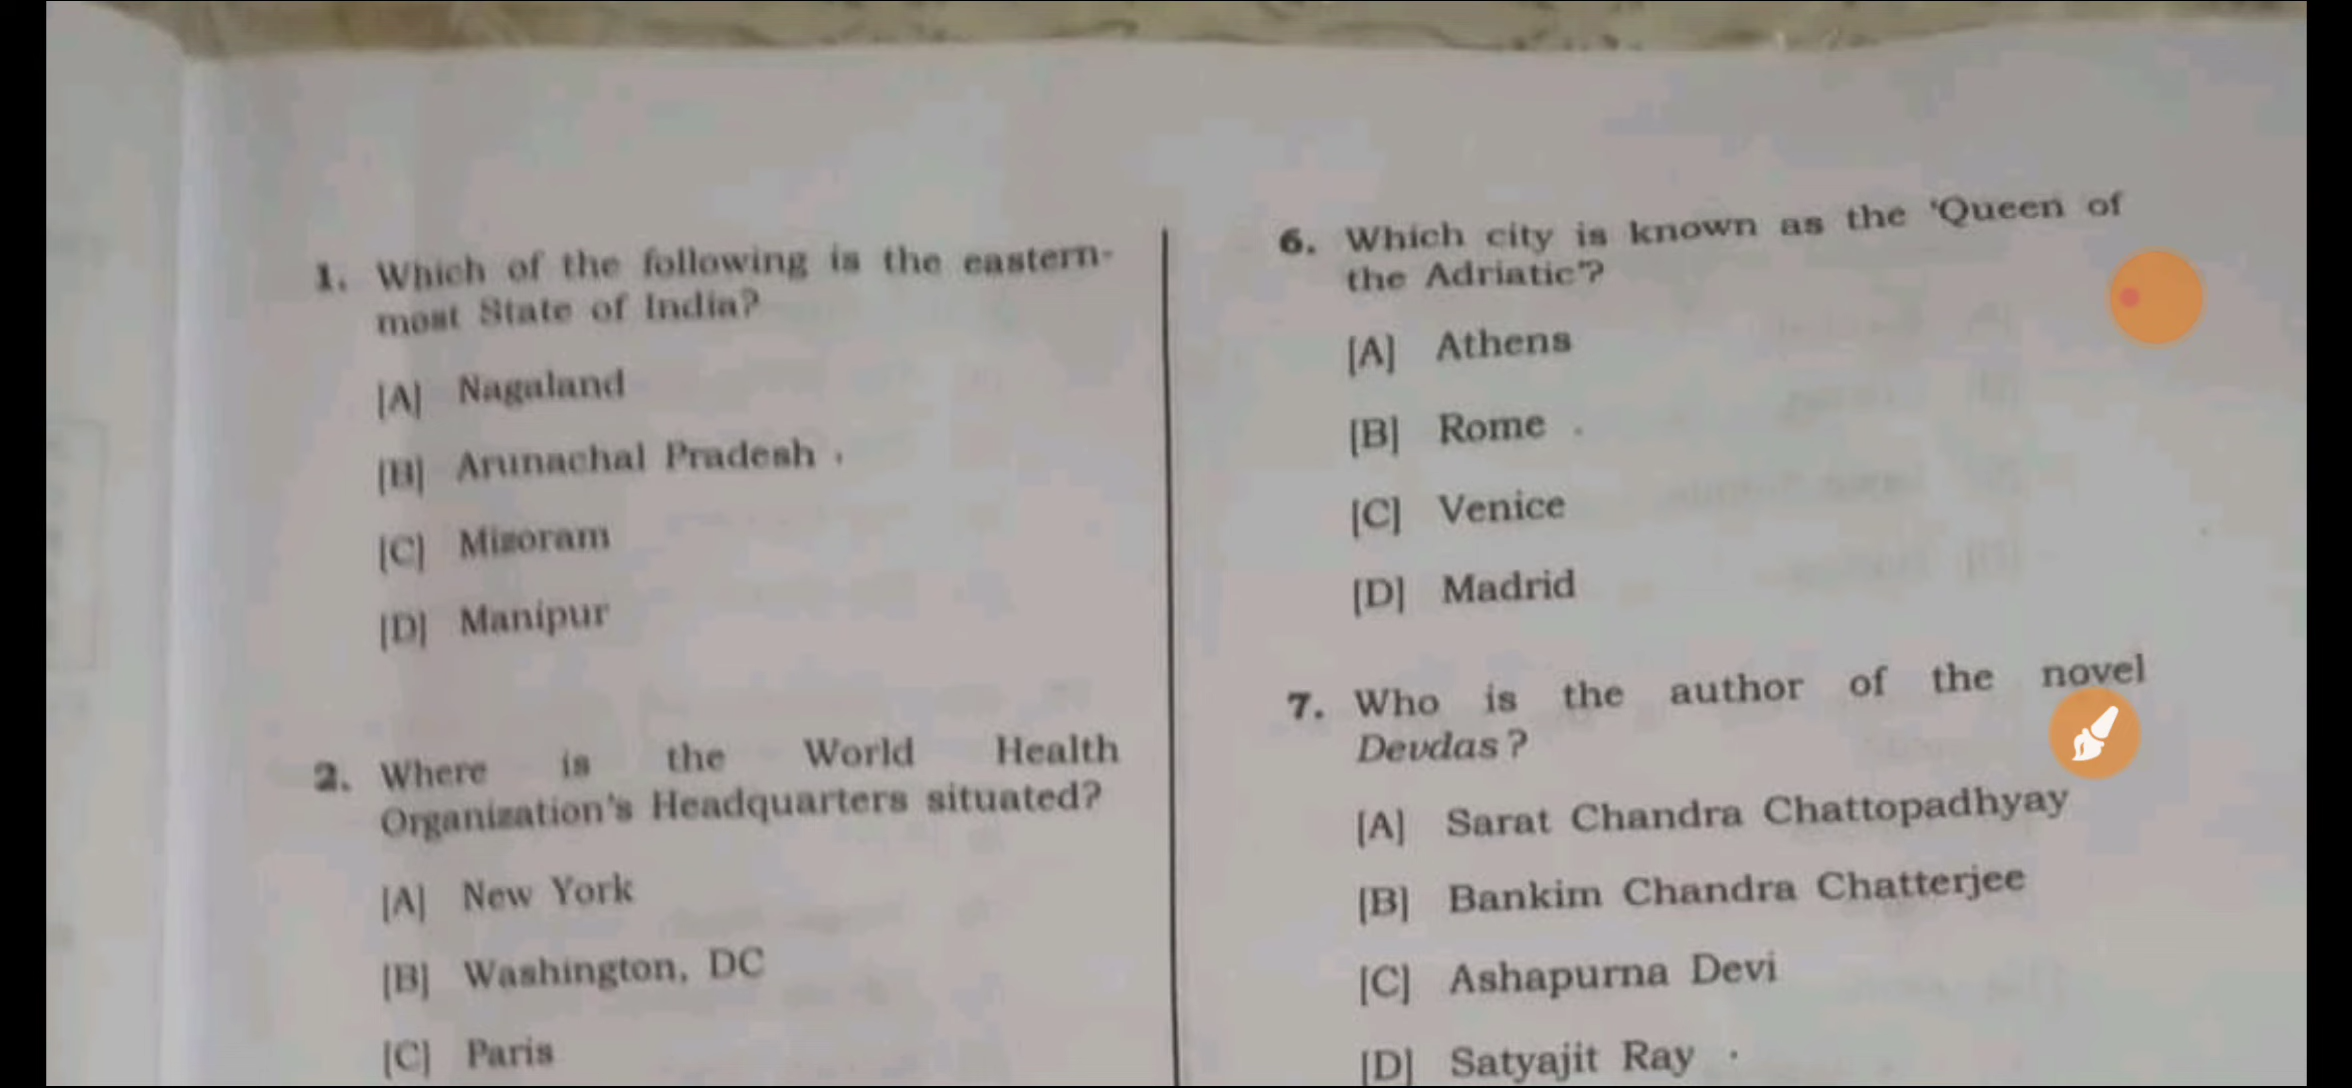 1. Which of the following is the eastern-
most State of India?
[A] Nagaland
[B] Arunachal Pradesh
[C] Mizoram
[D] Manipur
2. Where is the World Health
Organization's Headquarters situated?
[A] New York
[B] Washington, DC
[C] Paris
6. Which city is known as the 'Queen of
the Adriatic'?
[A] Athens
[B] Rome
[C] Venice
[D] Madrid
7. Who is the author of the novel
Devdas?
[A] Sarat Chandra Chattopadhyay
[B] Bankim Chandra Chatterjee
[C] Ashapurna Devi
[D] Satyajit Ray